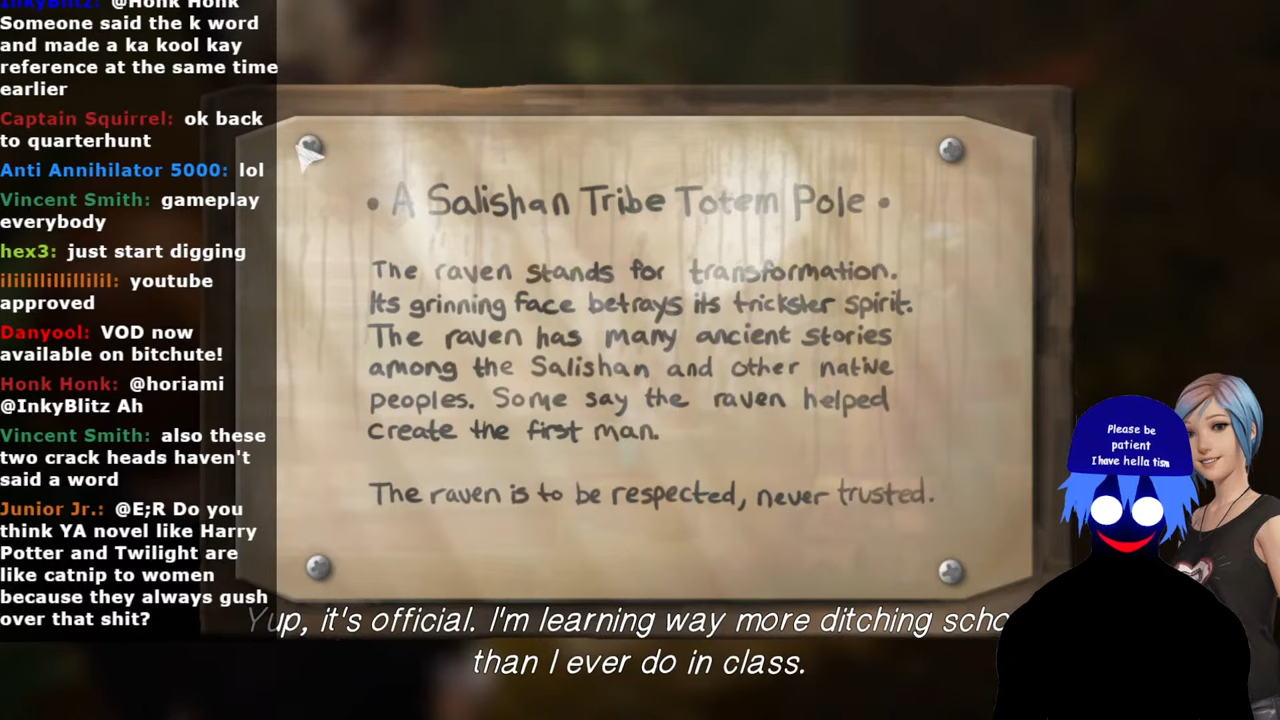 InkyBlitz: @Honk Honk
Someone said the k word
and made a ka kool kay
reference at the same time
earlier
Captain Squirrel: ok back
to quarterhunt
Anti Annihilator 5000: lol
Vincent Smith: gameplay
everybody
hex3: just start digging
ilililillillillilil: youtube
approved
Danyool: VOD now
available on bitchute!
Honk Honk: @horiami
@InkyBlitz Ah
Vincent Smith: also these
two crack heads haven't
said a word
Junior Jr.: @E;R Do you
think YA novel like Harry
Potter and Twilight are
like catnip to women
because they always gush
over that shit?
• A Salishan Tribe Totem Pole •
The raven stands for transformation.
Its grinning face betrays its trickster spirit.
The raven has many ancient stories
among the Salishan and other native
peoples. Some say the raven helped
create the first man.
The raven is to be respected, never trusted.
Yup, it's official. I'm learning way more ditching scho
than I ever do in class.
Please be
patient
I have hella tism